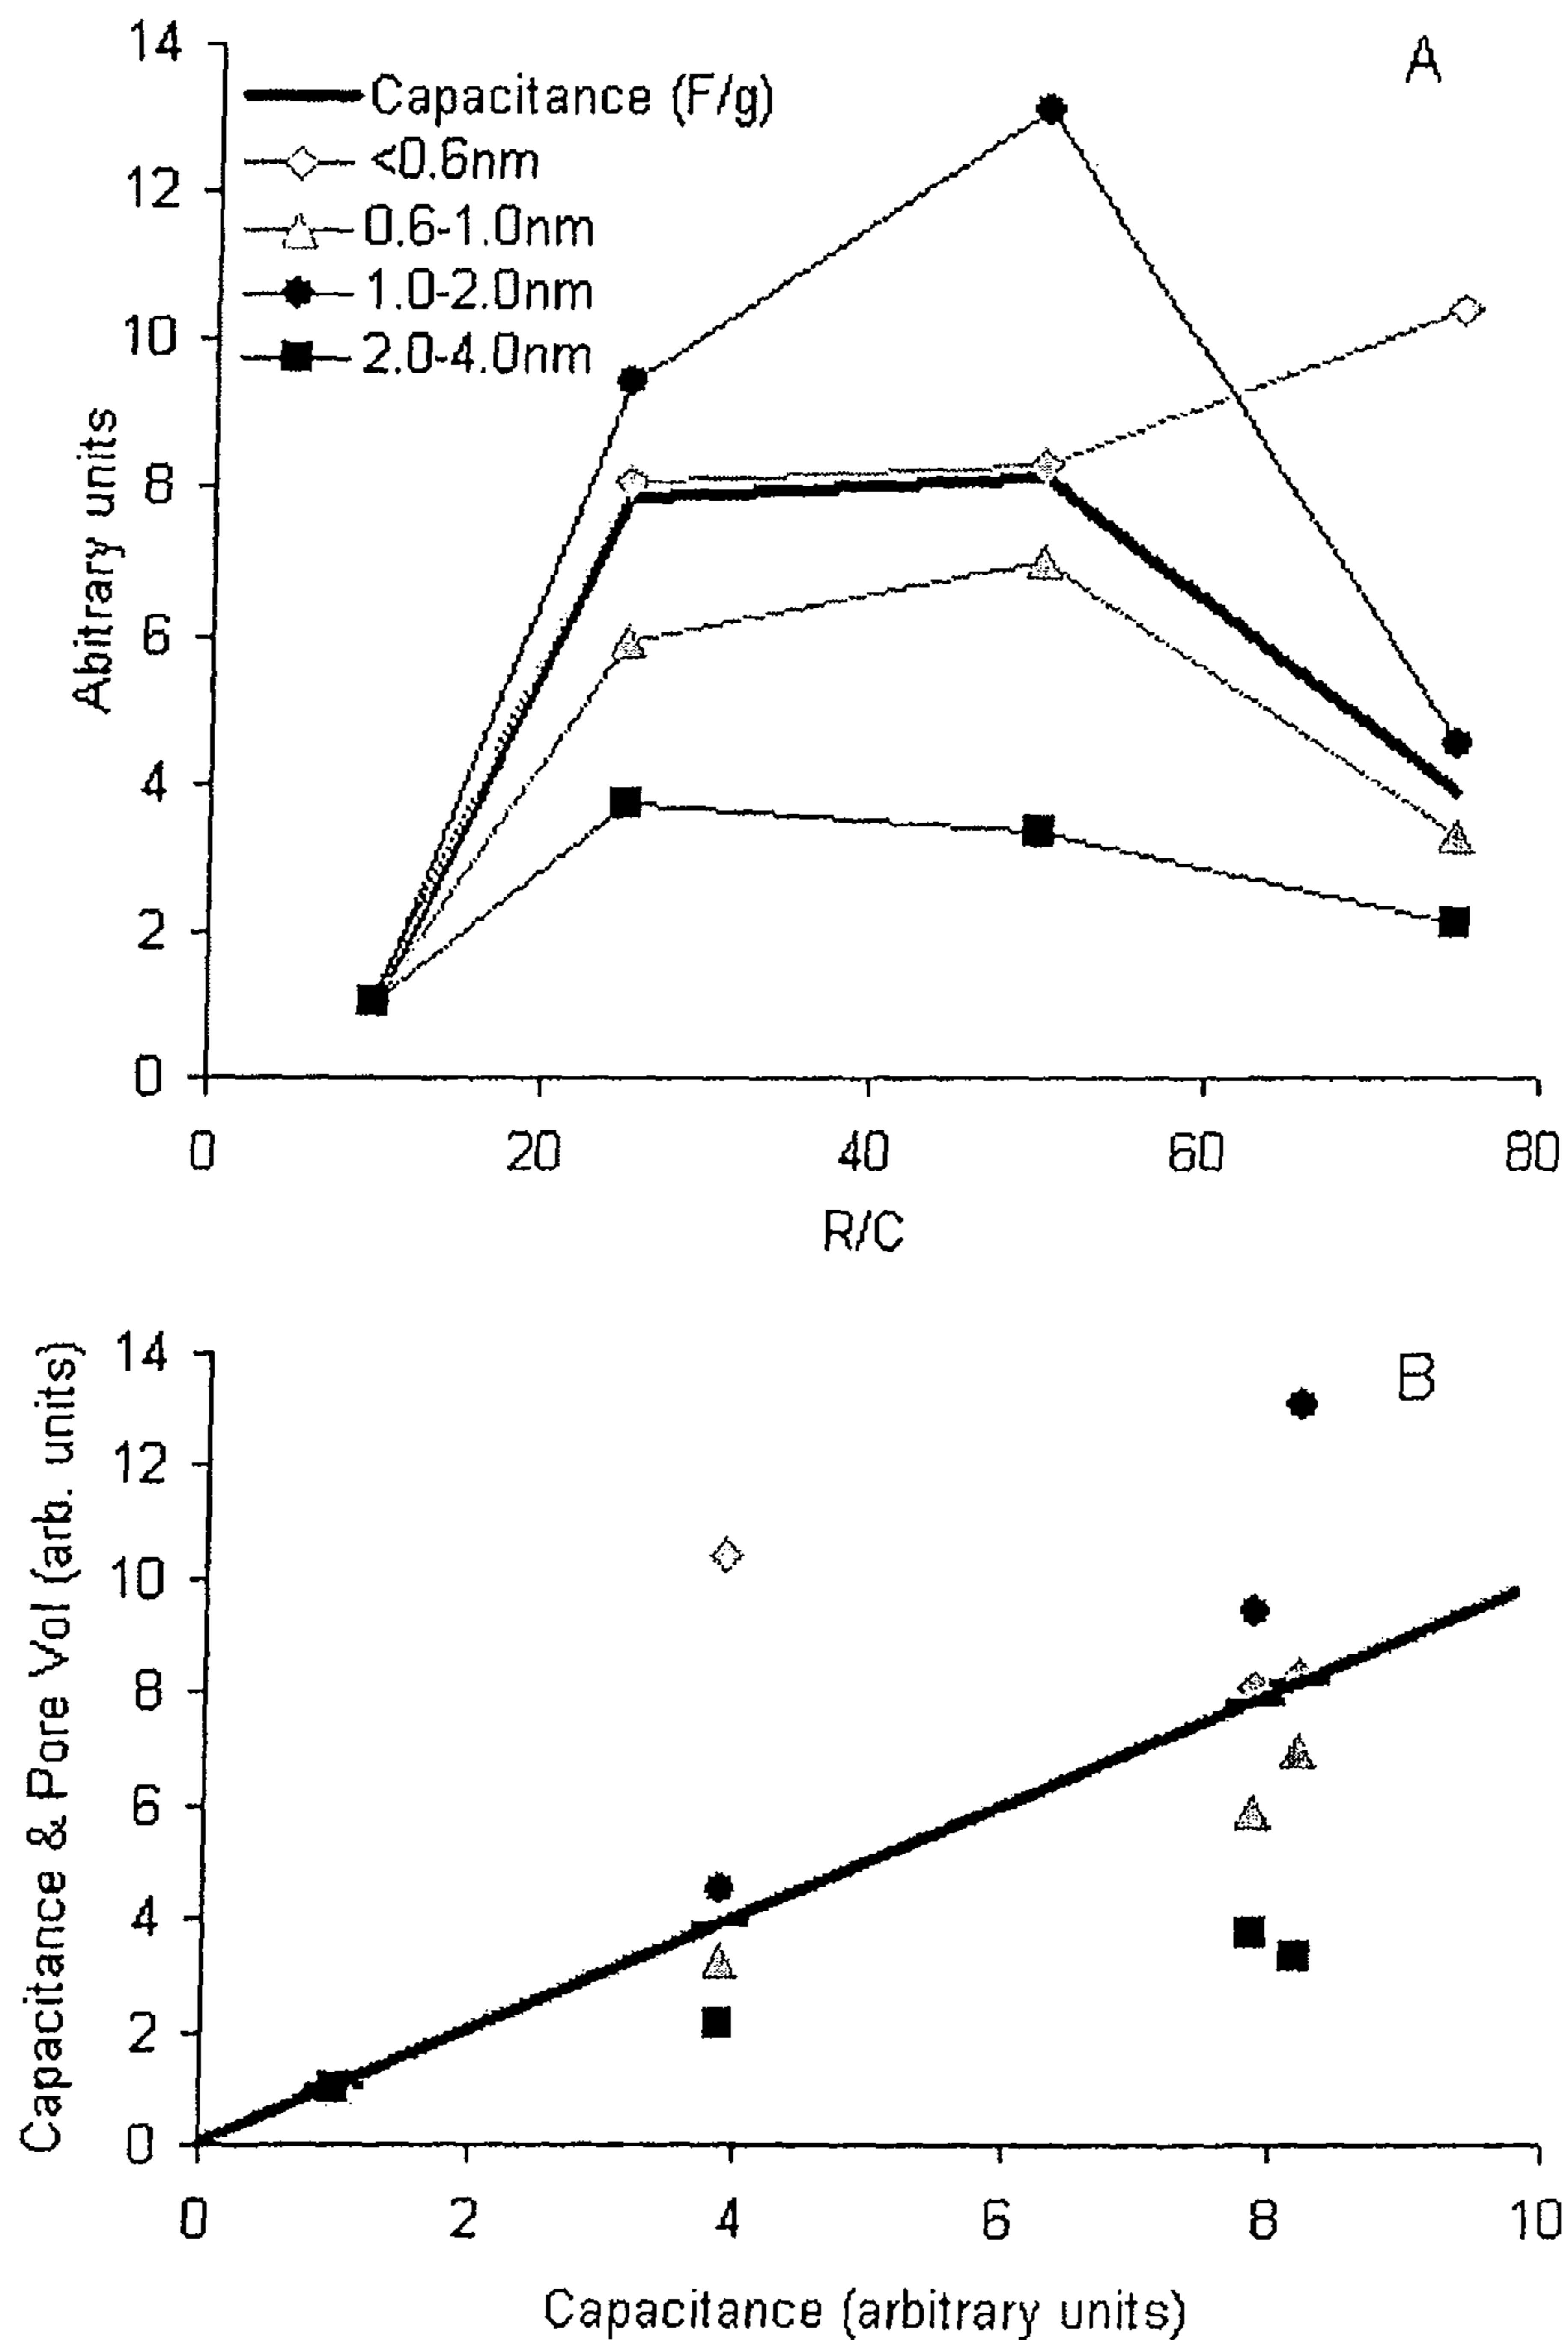 14
A
Capacitance (F/g)
<0.6nm
12
0.6-1.0nm
1.0-2.0nm
10
2.0-4.0nm
Abitrary units
8
6
4
2
0
0 20 40 60 80
R/C
14
B
Capacitance & Pore Vol (arb. units)
12
10
8
6
4
2
0
0 2 4 6 8 10
Capacitance (arbitrary units)